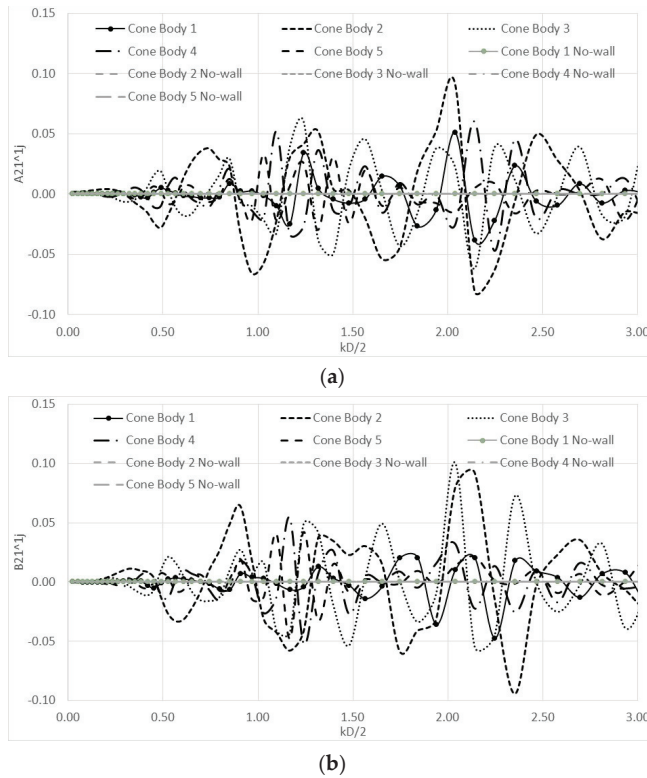 0.15
Cone Body 1 Cone Body 2 Cone Body 3
Cone Body 4 Cone Body 5 Cone Body 1 No-wall
Cone Body 2 No-wall Cone Body 3 No-wall Cone Body 4 No-wall
Cone Body 5 No-wall
0.10
0.05
A21^1j
0.00
-0.05
-0.10
0.00 0.50 1.00 1.50 2.00 2.50 3.00
kD/2
(a)
0.15
Cone Body 1 Cone Body 2 Cone Body 3
Cone Body 4 Cone Body 5 Cone Body 1 No-wall
Cone Body 2 No-wall Cone Body 3 No-wall Cone Body 4 No-wall
Cone Body 5 No-wall
0.10
0.05
B21^1j
0.00
-0.05
-0.10
0.00 0.50 1.00 1.50 2.00 2.50 3.00
kD/2
(b)